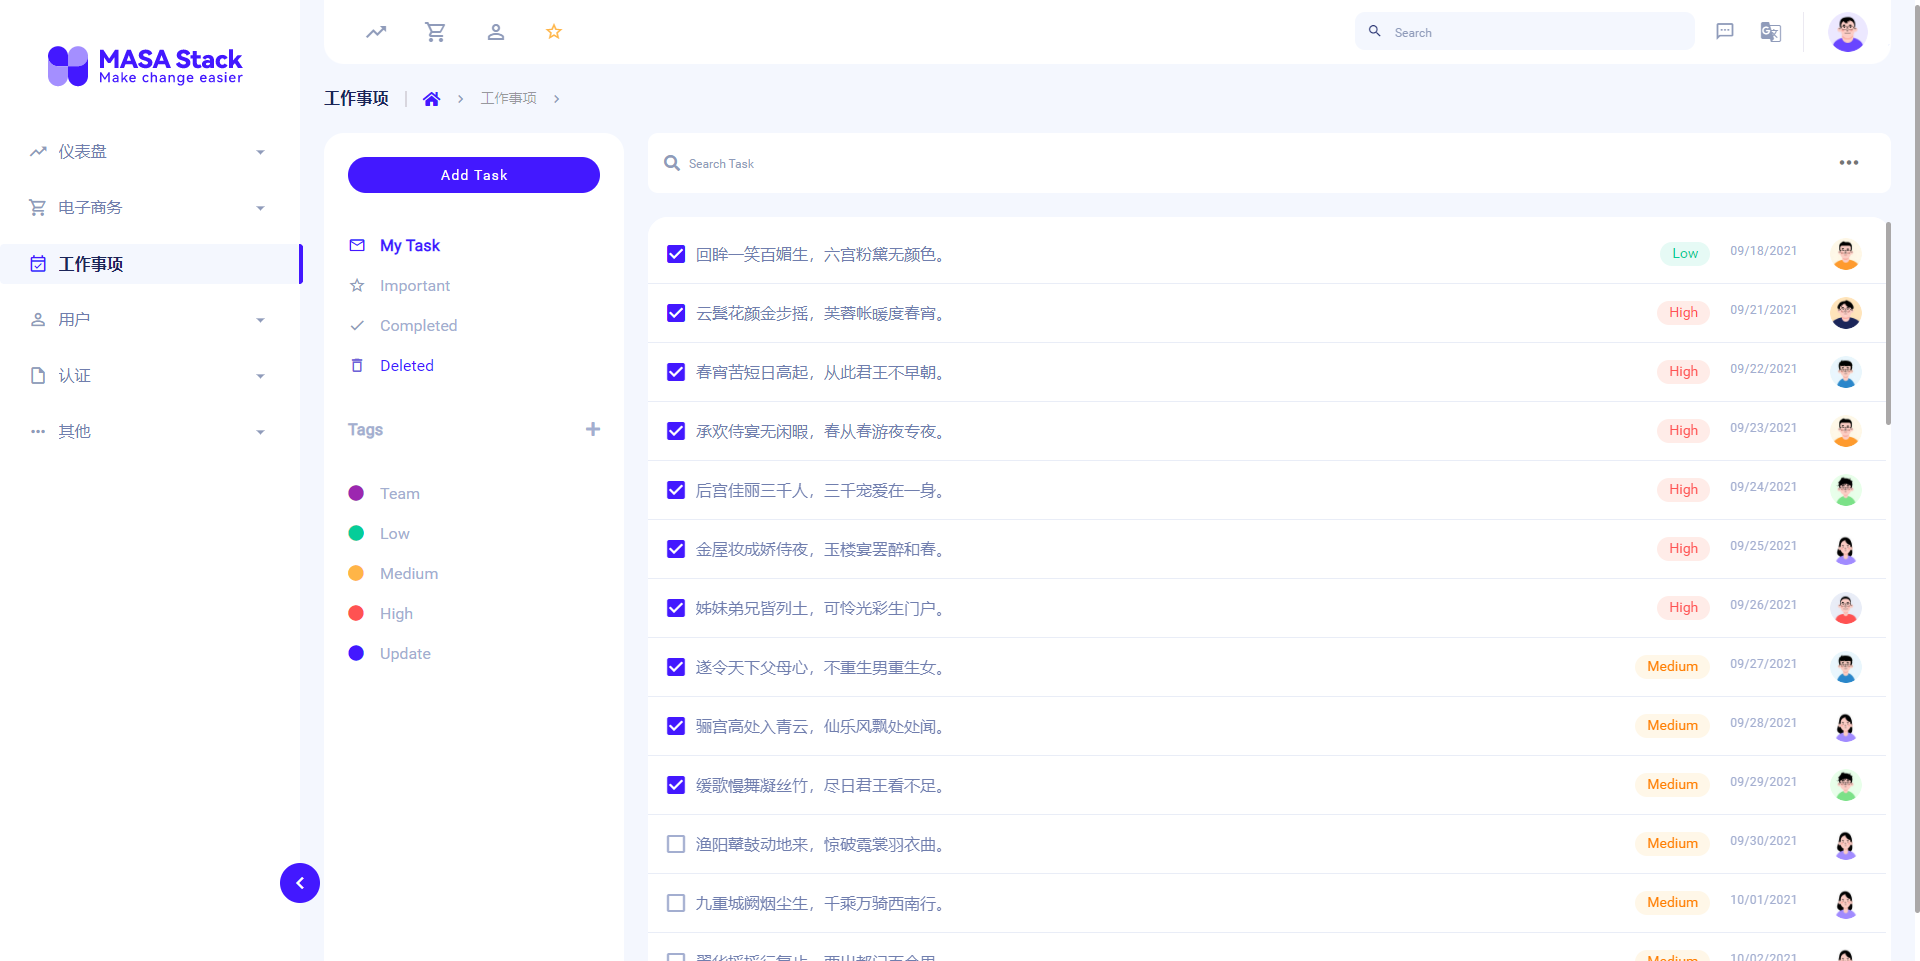 MASA Stack
Make change easier
仪表盘
电子商务
工作事项
用户
认证
其他
Search
工作事项
工作事项
Add Task
My Task
Important
Completed
Deleted
Tags
Team
Low
Medium
High
Update
Search Task
回眸一笑百媚生，六宫粉黛无颜色。 Low 09/18/2021
云鬓花颜金步摇，芙蓉帐暖度春宵。 High 09/21/2021
春宵苦短日高起，从此君王不早朝。 High 09/22/2021
承欢侍宴无闲暇，春从春游夜专夜。 High 09/23/2021
后宫佳丽三千人，三千宠爱在一身。 High 09/24/2021
金屋妆成娇侍夜，玉楼宴罢醉和春。 High 09/25/2021
姊妹弟兄皆列土，可怜光彩生门户。 High 09/26/2021
遂令天下父母心，不重生男重生女。 Medium 09/27/2021
骊宫高处入青云，仙乐风飘处处闻。 Medium 09/28/2021
缓歌慢舞凝丝竹，尽日君王看不足。 Medium 09/29/2021
渔阳鼙鼓动地来，惊破霓裳羽衣曲。 Medium 09/30/2021
九重城阙烟尘生，千乘万骑西南行。 Medium 10/01/2021
Medium 10/02/2021